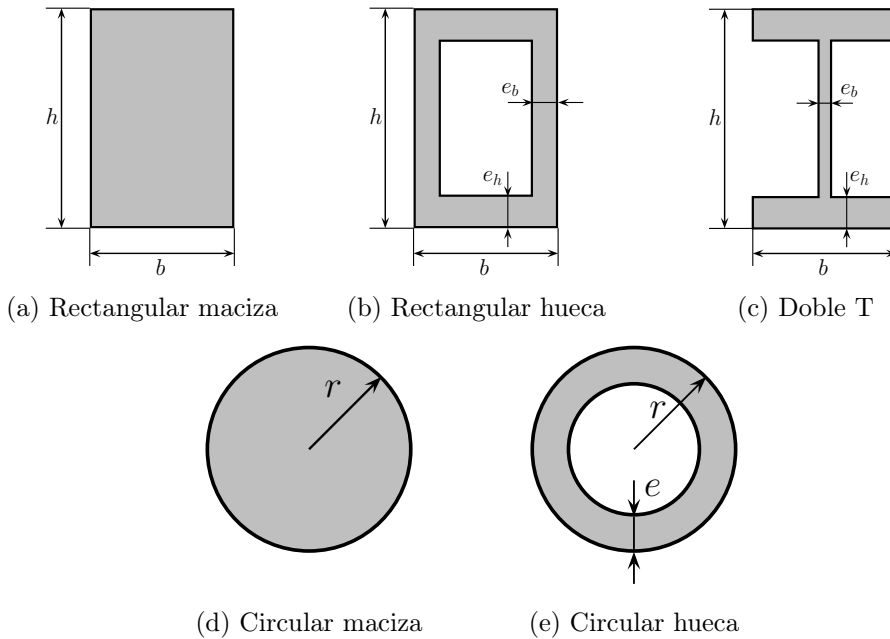 h
b
h
e_b
e_h
b
h
e_b
e_h
b
(a) Rectangular maciza
(b) Rectangular hueca
(c) Doble T
r
r
e
(d) Circular maciza
(e) Circular hueca